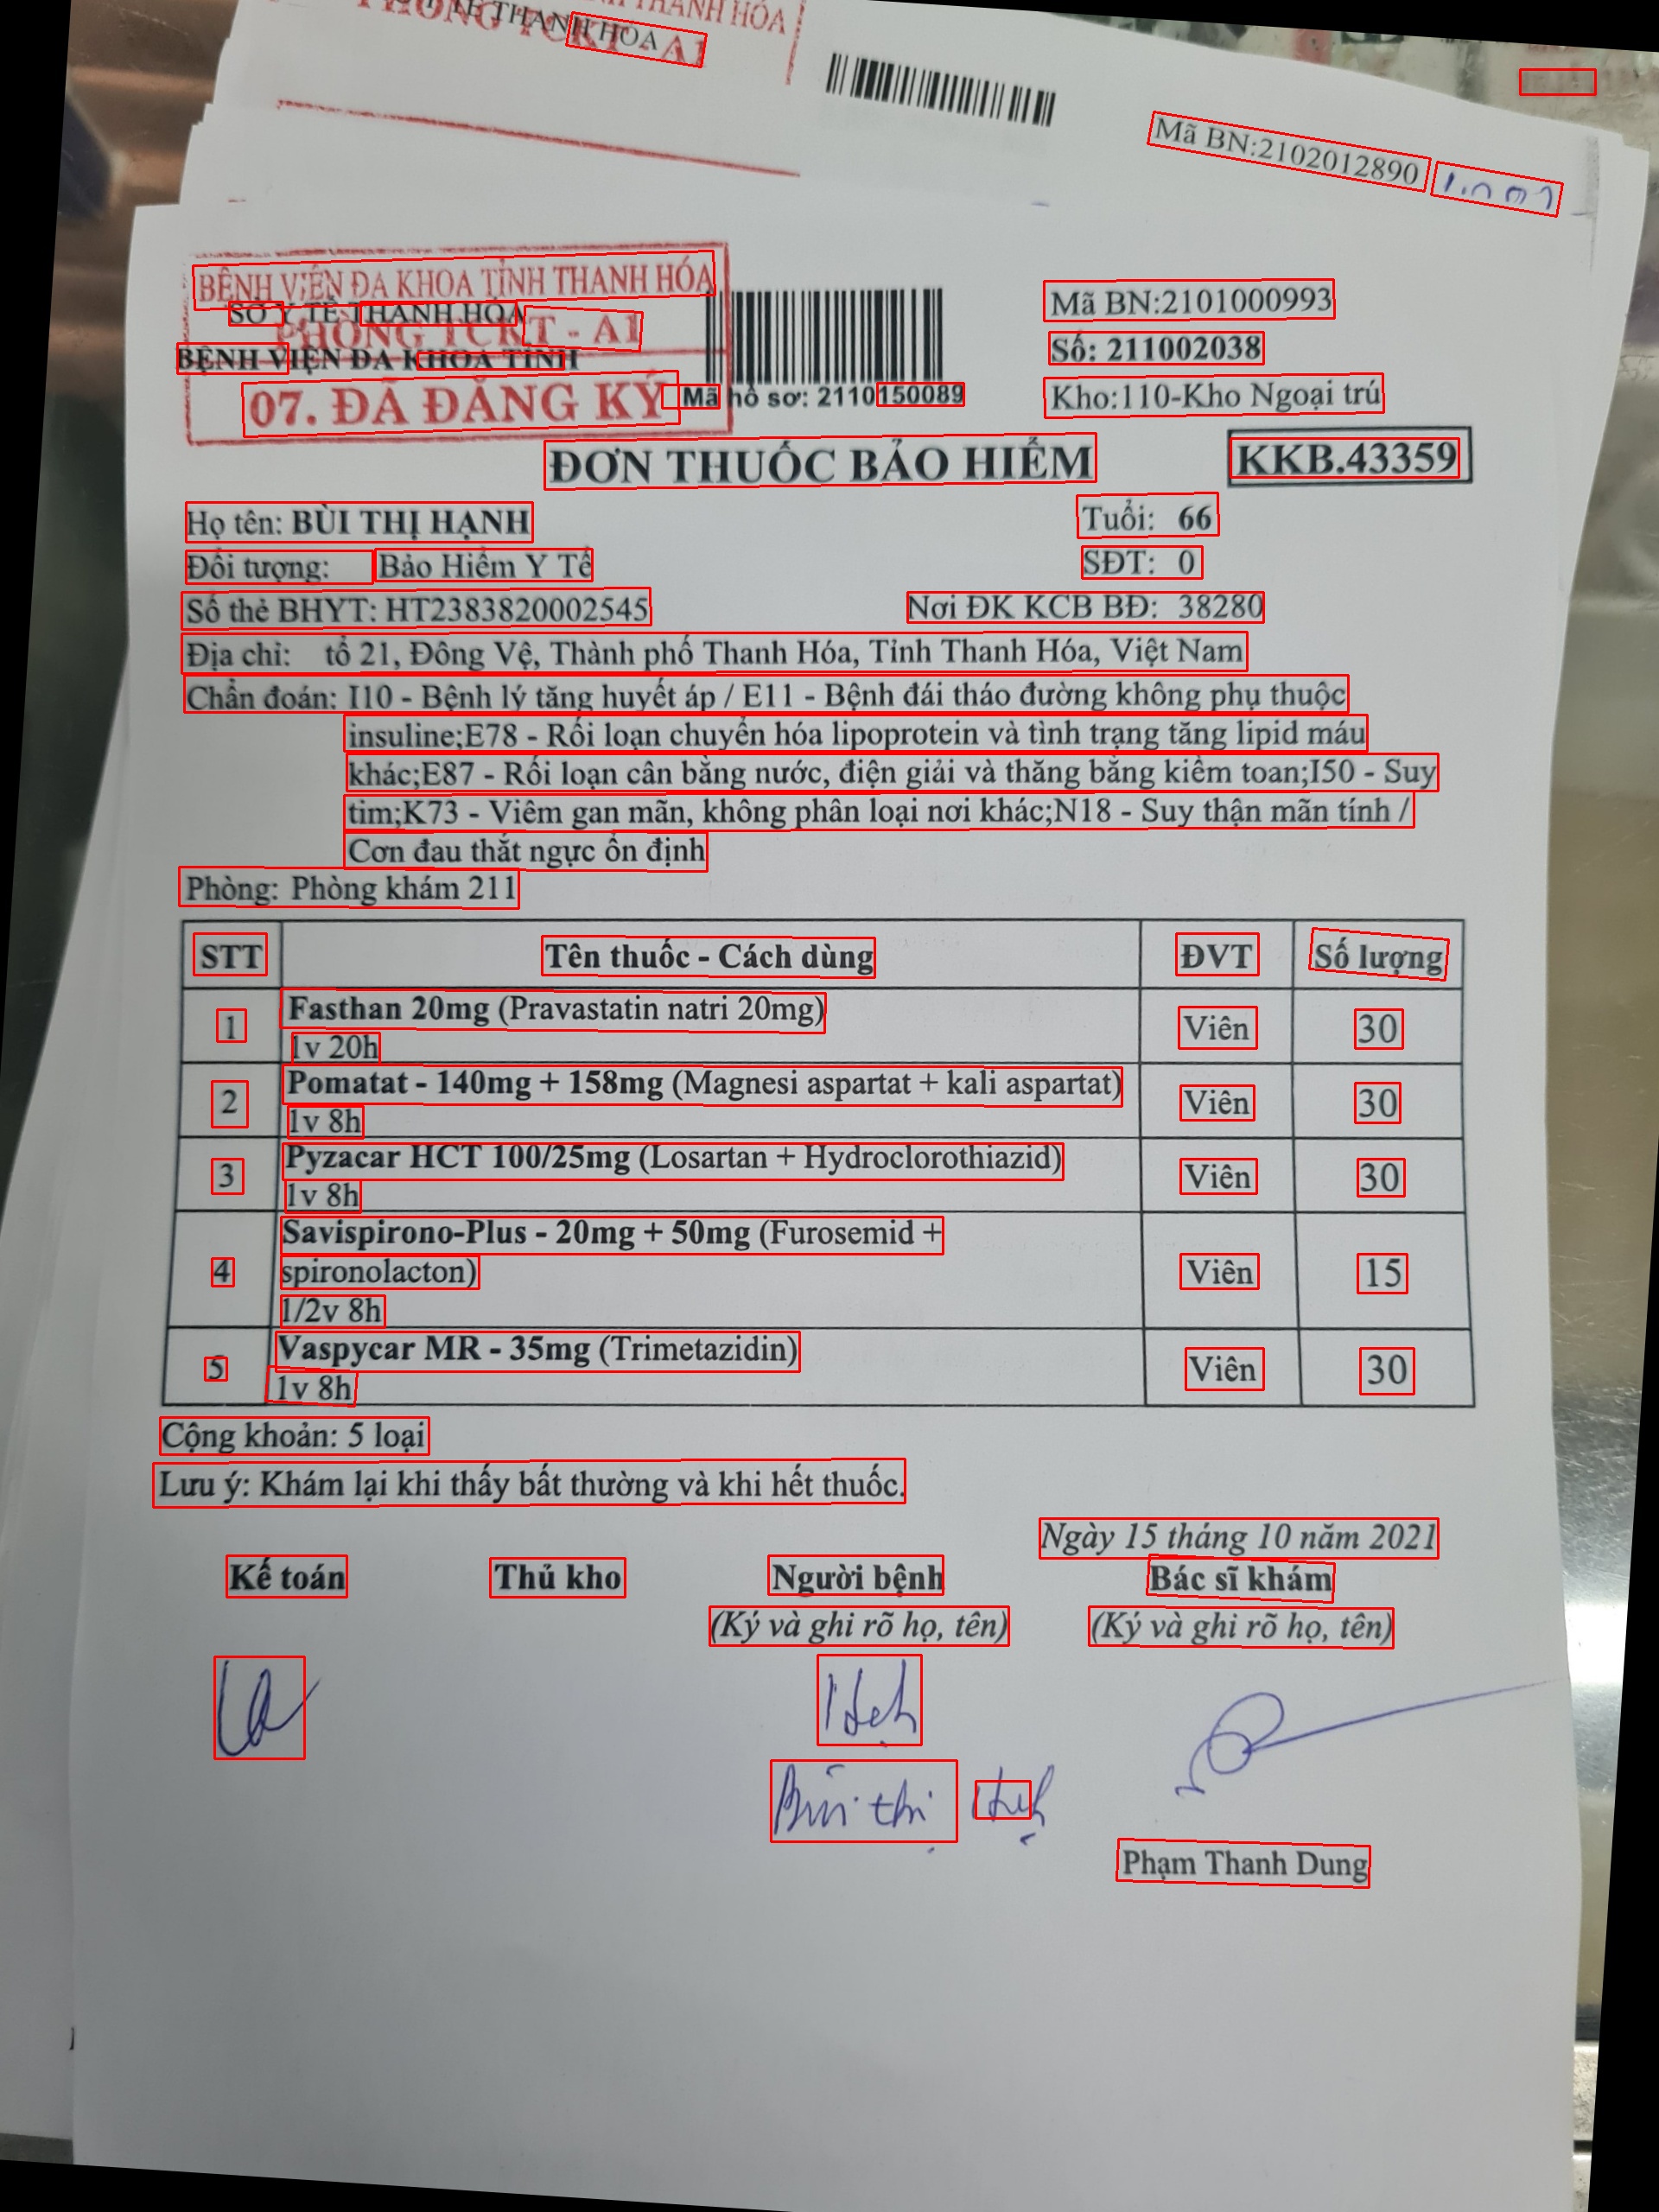 THANH HÓA
TẾ THANH HOA
PHÒNG TCKT A1
Mã BN:2102012890
BỆNH VIỆN ĐA KHOA TỈNH THANH HÓA
SỞ Y TẾ THANH HÓA
PHÒNG TCKT - A1
BỆNH VIỆN ĐA KHOA TỈNH
07. ĐÃ ĐĂNG KÝ
Mã hồ sơ: 2110150089
Mã BN:2101000993
Số: 211002038
Kho:110-Kho Ngoại trú
ĐƠN THUỐC BẢO HIỂM
KKB.43359
Họ tên: BÙI THỊ HẠNH Tuổi: 66
Đối tượng: Bảo Hiểm Y Tế SĐT: 0
Số thẻ BHYT: HT2383820002545 Nơi ĐK KCB BĐ: 38280
Địa chỉ: tổ 21, Đông Vệ, Thành phố Thanh Hóa, Tỉnh Thanh Hóa, Việt Nam
Chẩn đoán: I10 - Bệnh lý tăng huyết áp / E11 - Bệnh đái tháo đường không phụ thuộc
insuline;E78 - Rối loạn chuyển hóa lipoprotein và tình trạng tăng lipid máu
khác;E87 - Rối loạn cân bằng nước, điện giải và thăng bằng kiềm toan;I50 - Suy
tim;K73 - Viêm gan mãn, không phân loại nơi khác;N18 - Suy thận mãn tính /
Cơn đau thắt ngực ổn định
Phòng: Phòng khám 211
STT Tên thuốc - Cách dùng ĐVT Số lượng
1 Fasthan 20mg (Pravastatin natri 20mg) Viên 30
1v 20h
2 Pomatat - 140mg + 158mg (Magnesi aspartat + kali aspartat) Viên 30
1v 8h
3 Pyzacar HCT 100/25mg (Losartan + Hydroclorothiazid) Viên 30
1v 8h
4 Savispirono-Plus - 20mg + 50mg (Furosemid + Viên 15
spironolacton)
1/2v 8h
5 Vaspycar MR - 35mg (Trimetazidin) Viên 30
1v 8h
Cộng khoản: 5 loại
Lưu ý: Khám lại khi thấy bất thường và khi hết thuốc.
Ngày 15 tháng 10 năm 2021
Kế toán Thủ kho Người bệnh Bác sĩ khám
(Ký và ghi rõ họ, tên) (Ký và ghi rõ họ, tên)
Bùi thị
Phạm Thanh Dung